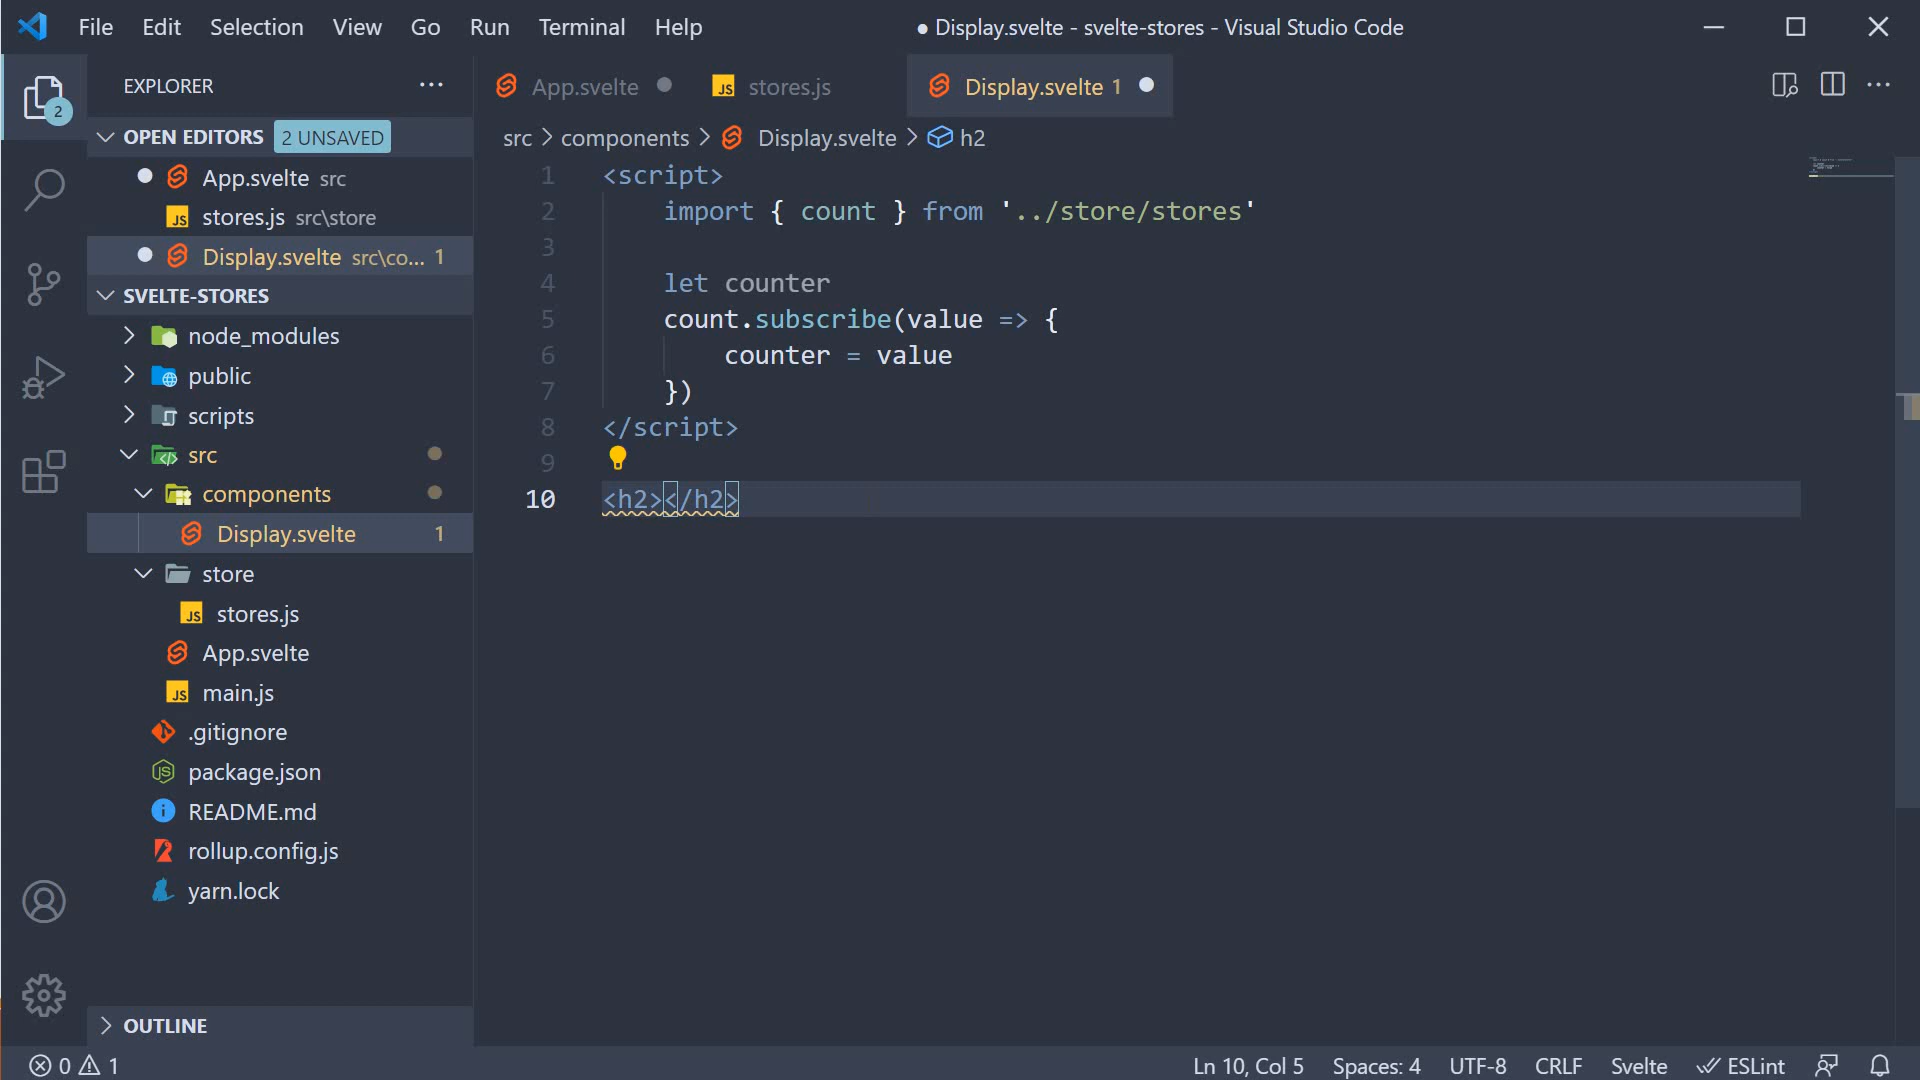 File Edit Selection View Go Run Terminal Help
● Display.svelte - svelte-stores - Visual Studio Code
2
EXPLORER
OPEN EDITORS 2 UNSAVED
App.svelte src
JS stores.js src\store
Display.svelte src\co... 1
SVELTE-STORES
node_modules
public
scripts
src
components
Display.svelte 1
store
JS stores.js
App.svelte
JS main.js
.gitignore
package.json
README.md
rollup.config.js
yarn.lock
OUTLINE
App.svelte
JS stores.js
Display.svelte 1
src > components > Display.svelte > h2
1 <script>
2 import { count } from '../store/stores'
3
4 let counter
5 count.subscribe(value => {
6 counter = value
7 })
8 </script>
9
10 <h2></h2>
0 1
Ln 10, Col 5 Spaces: 4 UTF-8 CRLF Svelte ESLint